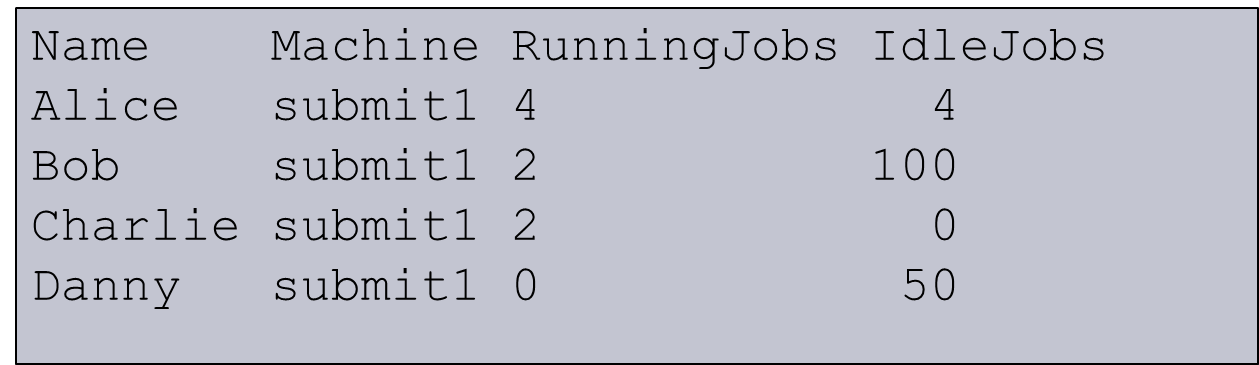 Name    Machine RunningJobs IdleJobs
Alice   submit1 4             4
Bob     submit1 2           100
Charlie submit1 2             0
Danny   submit1 0            50